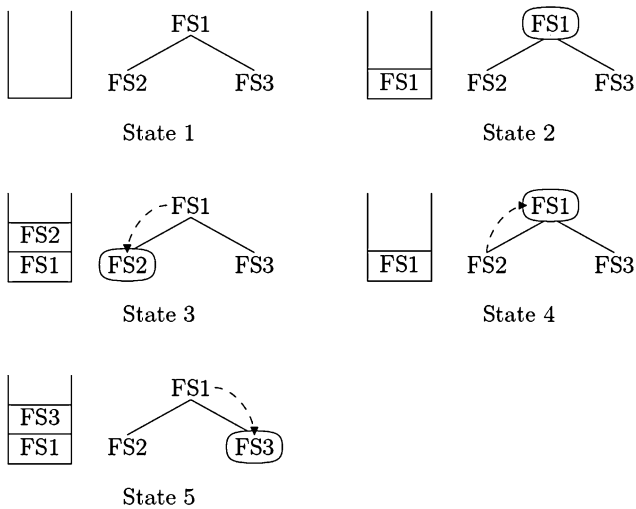 FS1
FS2 FS3
State 1
FS1
FS1 FS2 FS3
State 2
FS1
FS2
FS1 FS2 FS3
State 3
FS1
FS1 FS2 FS3
State 4
FS1
FS3
FS1 FS2 FS3
State 5